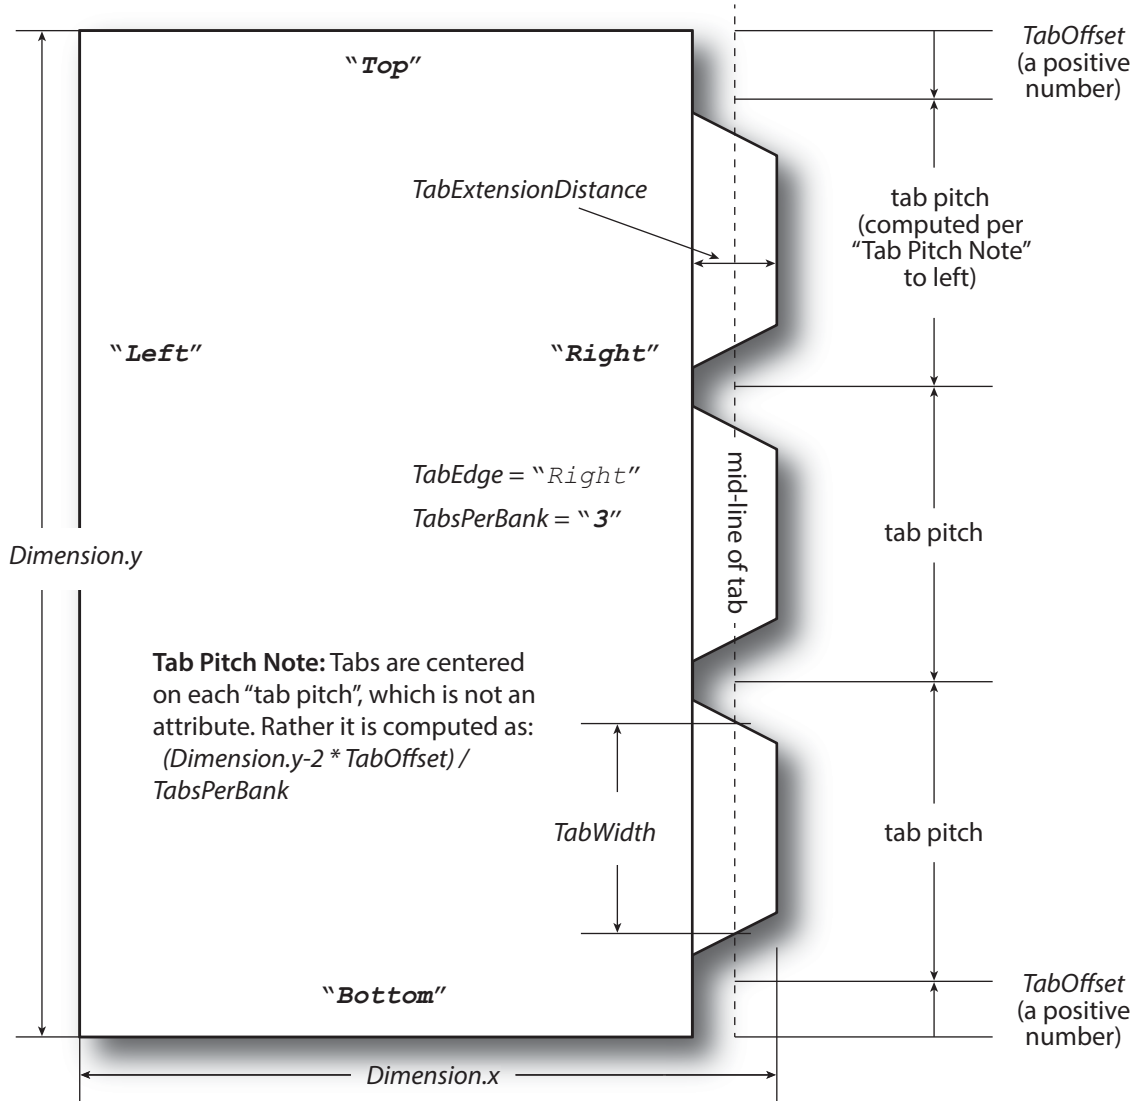 TabOffset
(a positive
number)
“Top”
TabExtensionDistance
tab pitch
(computed per
“Tab Pitch Note”
to left)
“Left”
“Right”
TabEdge = “Right”
TabsPerBank = “3”
mid-line of tab
tab pitch
Dimension.y
Tab Pitch Note: Tabs are centered
on each “tab pitch”, which is not an
attribute. Rather it is computed as:
(Dimension.y-2 * TabOffset) /
TabsPerBank
TabWidth
tab pitch
“Bottom”
TabOffset
(a positive
number)
Dimension.x